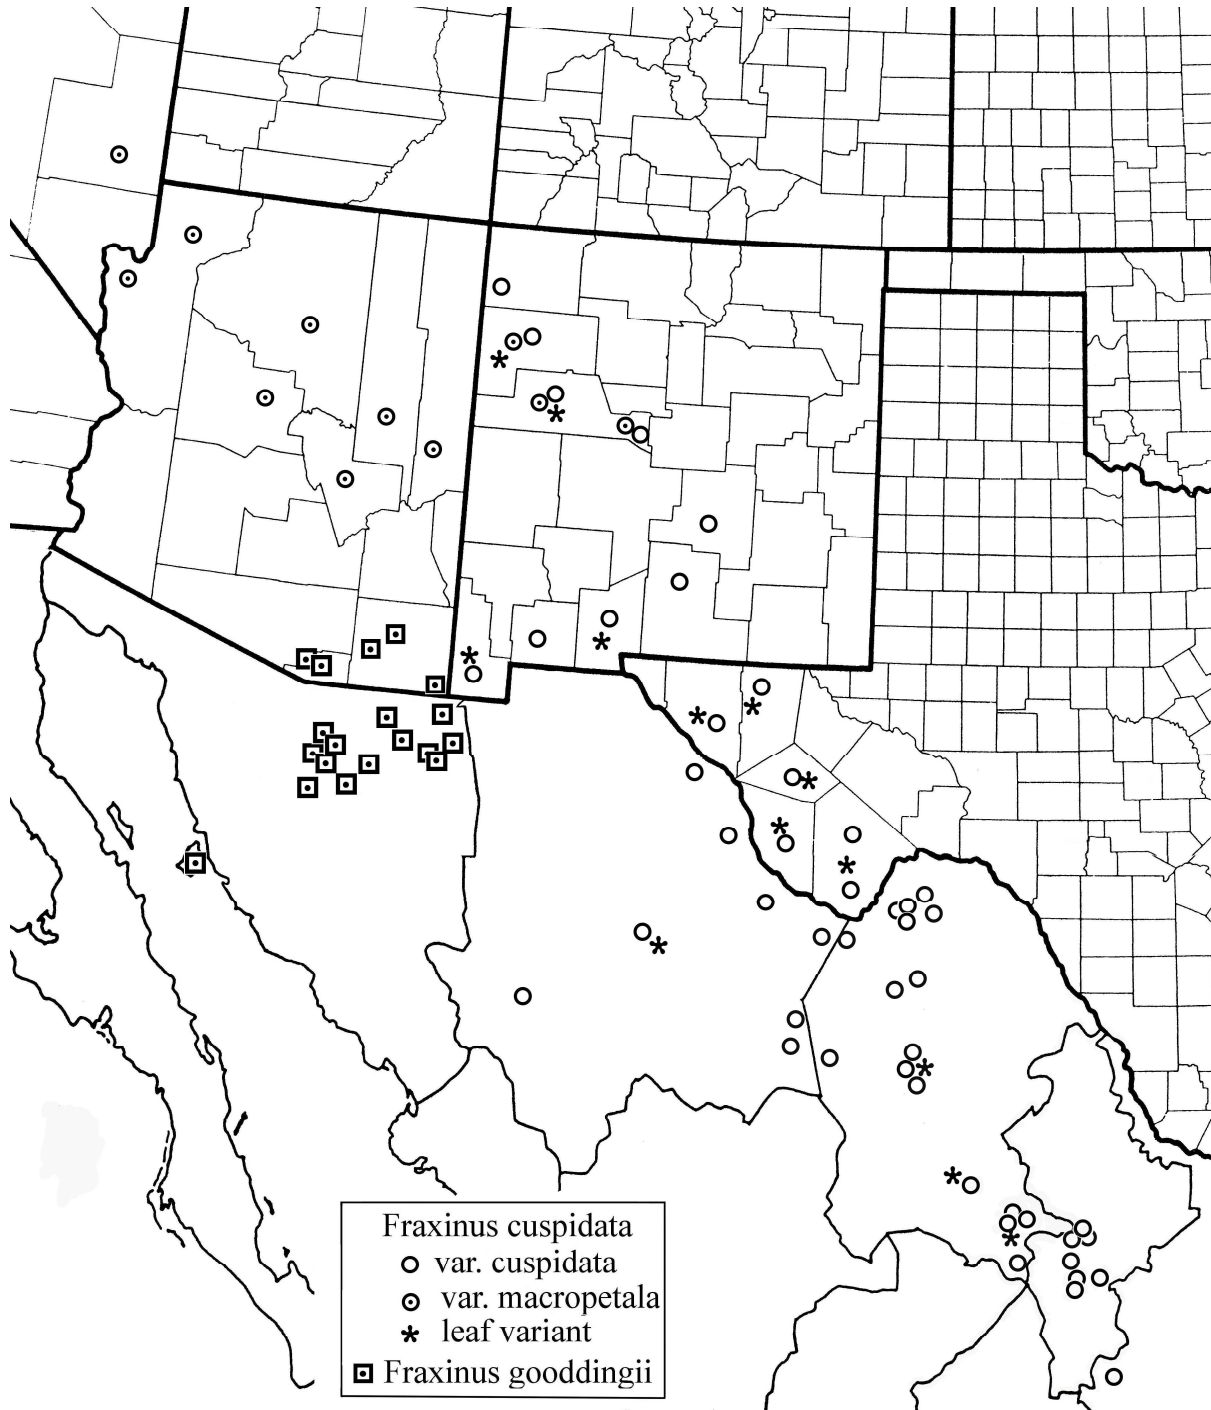 Fraxinus cuspidata
var. cuspidata
var. macropetala
leaf variant
Fraxinus gooddingii